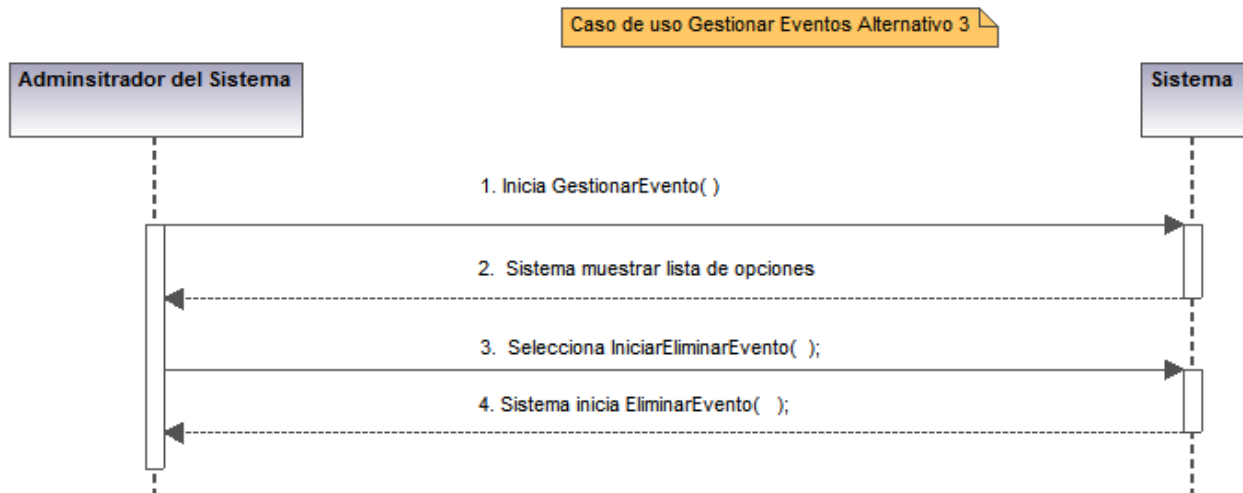 Caso de uso Gestionar Eventos Alternativo 3
Adminsitrador del Sistema
Sistema
1. Inicia GestionarEvento( )
2.  Sistema muestrar lista de opciones
3.  Selecciona IniciarEliminarEvento(  );
4. Sistema inicia EliminarEvento(   );